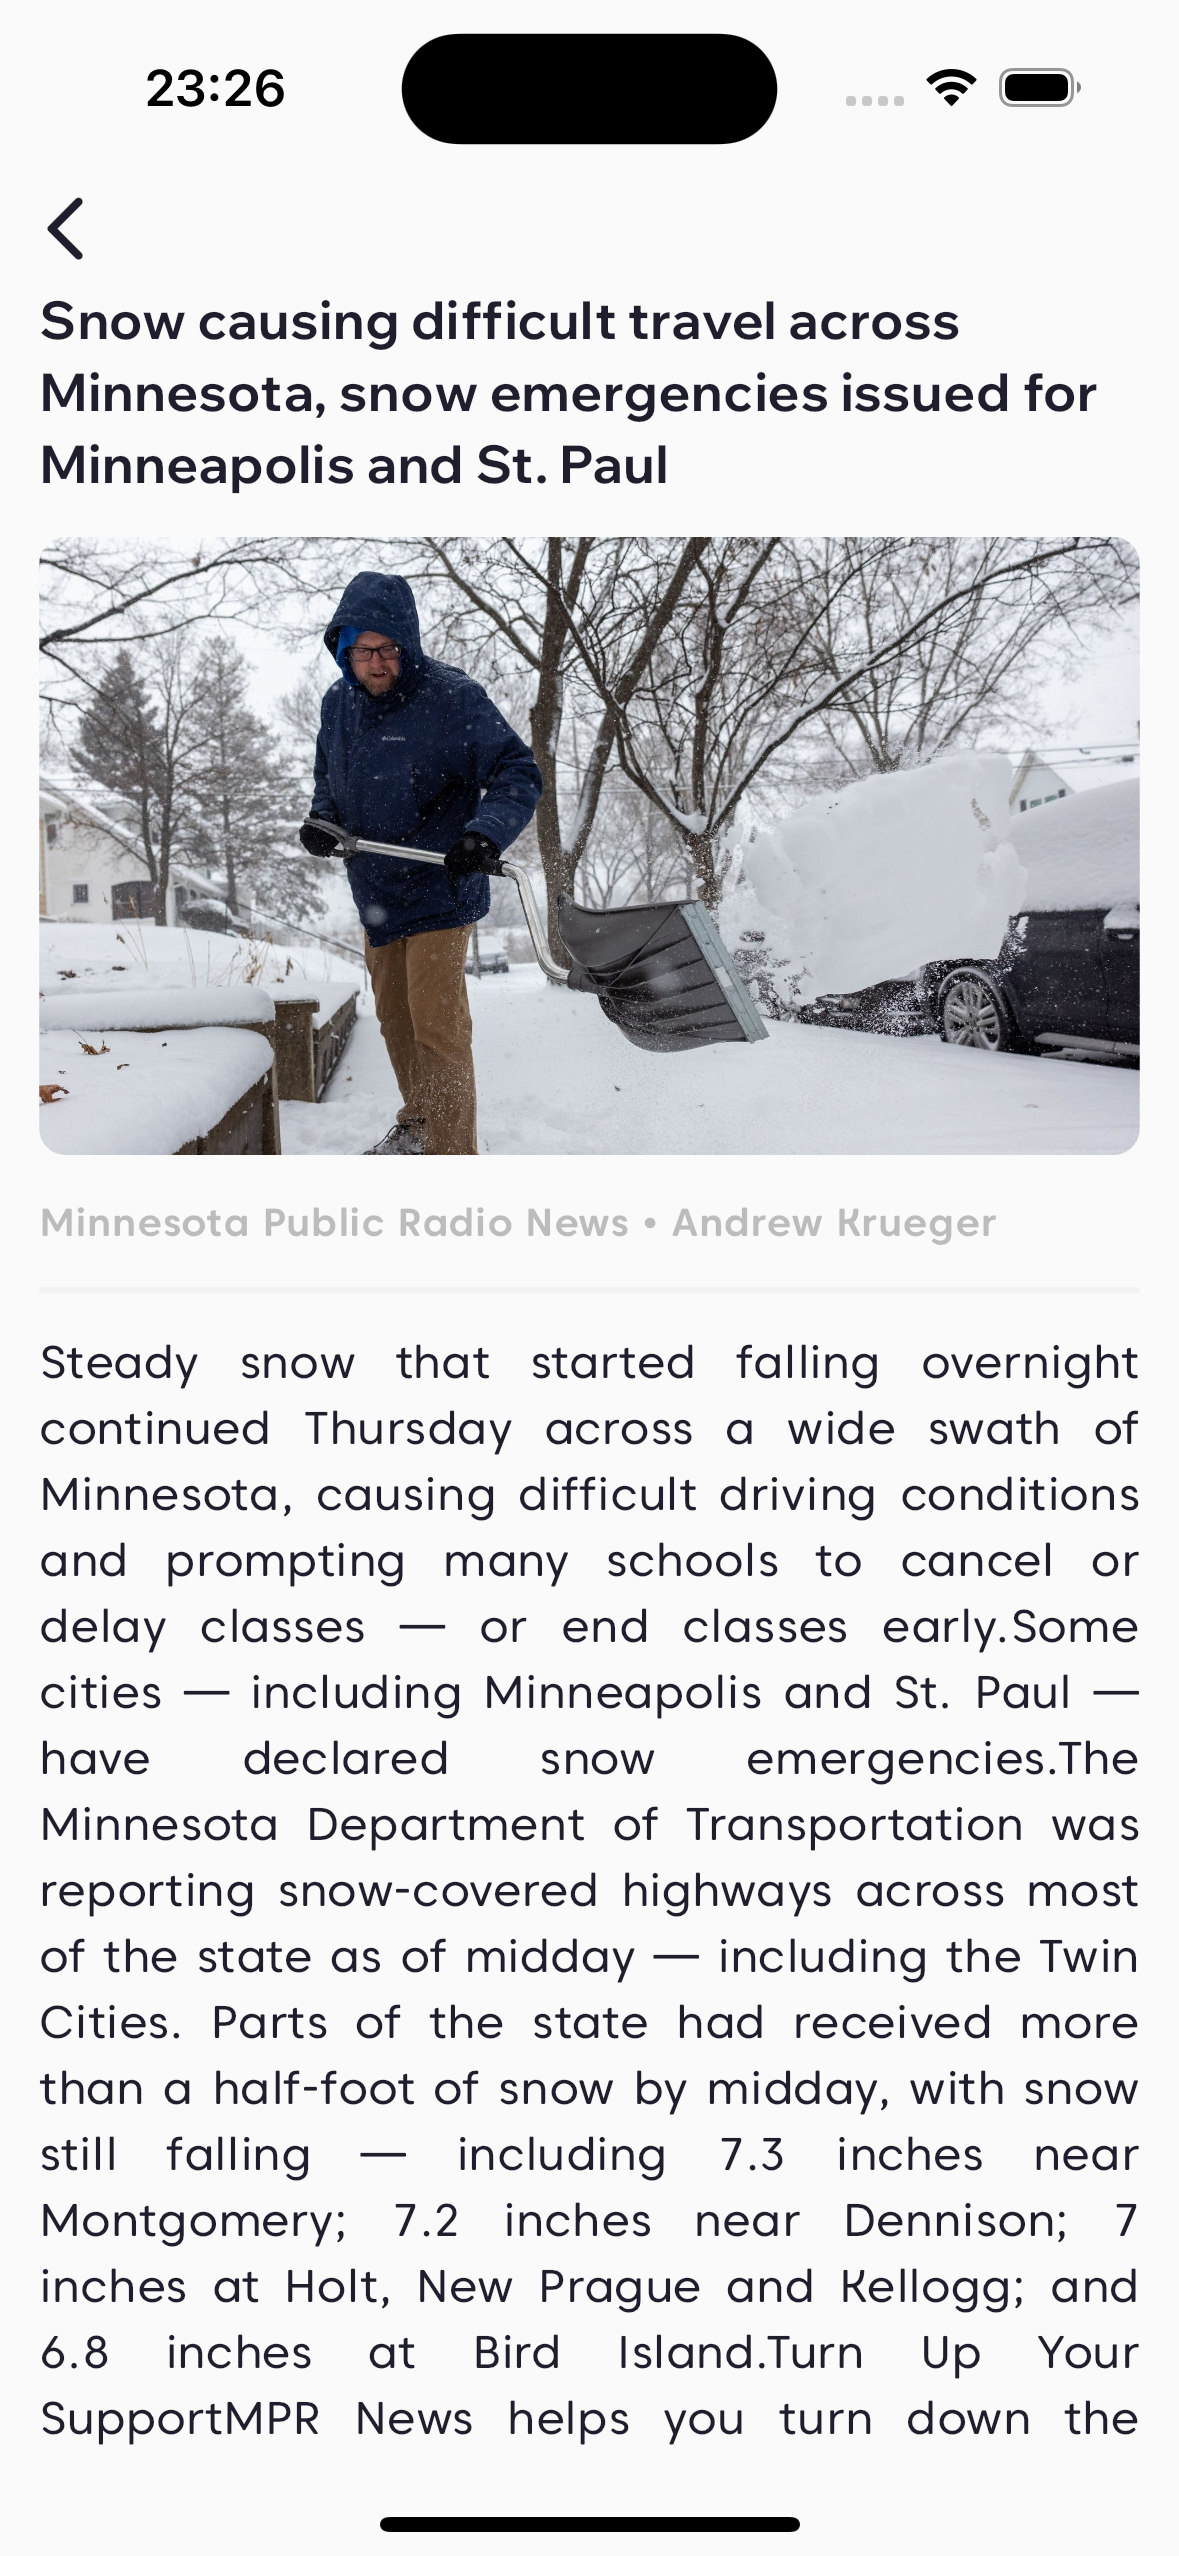 23:26
Snow causing difficult travel across
Minnesota, snow emergencies issued for
Minneapolis and St. Paul
Columbia
Minnesota Public Radio News • Andrew Krueger
Steady snow that started falling overnight
continued Thursday across a wide swath of
Minnesota, causing difficult driving conditions
and prompting many schools to cancel or
delay classes — or end classes early.Some
cities — including Minneapolis and St. Paul —
have declared snow emergencies.The
Minnesota Department of Transportation was
reporting snow-covered highways across most
of the state as of midday — including the Twin
Cities. Parts of the state had received more
than a half-foot of snow by midday, with snow
still falling — including 7.3 inches near
Montgomery; 7.2 inches near Dennison; 7
inches at Holt, New Prague and Kellogg; and
6.8 inches at Bird Island.Turn Up Your
SupportMPR News helps you turn down the